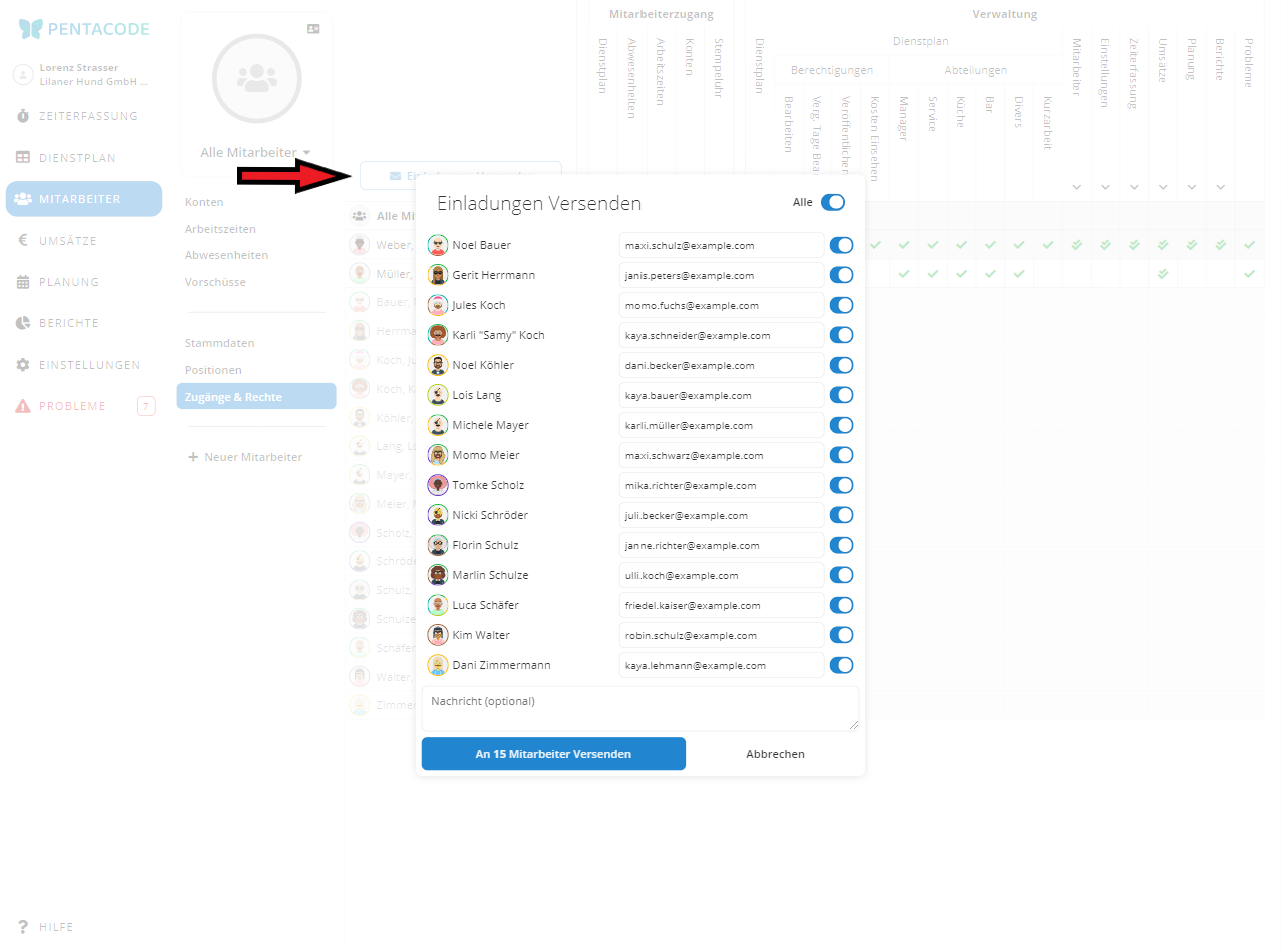 PENTACODE
Lorenz Strasser
Lilaner Hund GmbH ...
ZEITERFASSUNG
DIENSTPLAN
MITARBEITER
UMSÄTZE
PLANUNG
BERICHTE
EINSTELLUNGEN
PROBLEME 7
HILFE
Alle Mitarbeiter
Konten
Arbeitszeiten
Abwesenheiten
Vorschüsse
Stammdaten
Positionen
Zugänge & Rechte
+ Neuer Mitarbeiter
Mitarbeiterzugang
Dienstplan
Abwesenheiten
Arbeitszeiten
Konten
Stempeluhr
Verwaltung
Dienstplan
Dienstplan
Berechtigungen
Bearbeiten
Verg. Tage Bea
Veröffentlichen
Kosten Einsehen
Abteilungen
Manager
Service
Küche
Bar
Divers
Kurzarbeit
Mitarbeiter
Einstellungen
Zeiterfassung
Umsätze
Planung
Berichte
Probleme
Alle Mi
Weber,
Müller,
Bauer,
Herrma
Koch, Ju
Koch, K
Köhler,
Lang, Lo
Mayer,
Meier, M
Scholz,
Schröde
Schulz,
Schulze
Schäfer
Walter,
Zimmer
Einladungen Versenden
Alle
Noel Bauer maxi.schulz@example.com
Gerit Herrmann janis.peters@example.com
Jules Koch momo.fuchs@example.com
Karli "Samy" Koch kaya.schneider@example.com
Noel Köhler dani.becker@example.com
Lois Lang kaya.bauer@example.com
Michele Mayer karli.müller@example.com
Momo Meier maxi.schwarz@example.com
Tomke Scholz mika.richter@example.com
Nicki Schröder juli.becker@example.com
Florin Schulz janne.richter@example.com
Marlin Schulze ulli.koch@example.com
Luca Schäfer friedel.kaiser@example.com
Kim Walter robin.schulz@example.com
Dani Zimmermann kaya.lehmann@example.com
Nachricht (optional)
An 15 Mitarbeiter Versenden
Abbrechen